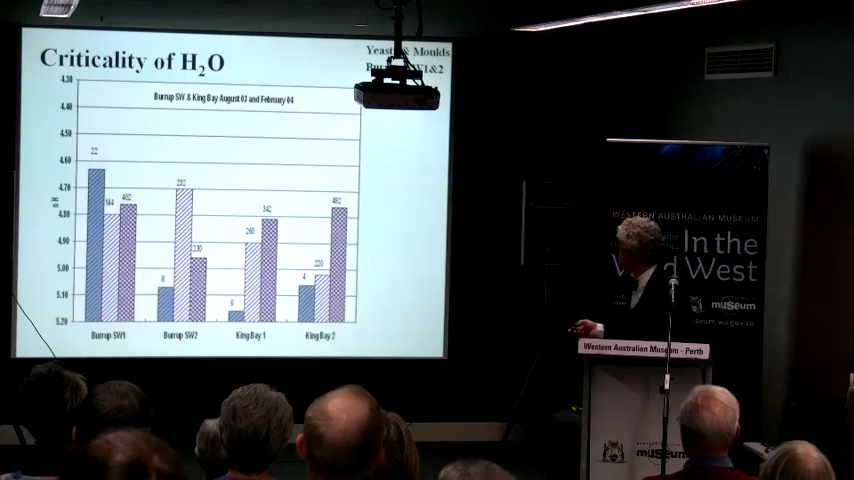 Criticality of H2O
Yeasts & Moulds
Burrup SW & King Bay August 03 and February 04
4.30
4.40
4.50
4.60
4.70
4.80
4.90
5.00
5.10
5.20
pH
22
344
402
8
232
230
6
260
342
4
220
492
Burrup SW1
Burrup SW2
King Bay 1
King Bay 2
WESTERN AUSTRALIAN MUSEUM
In the
West
museum
Western Australian Museum - Perth
museum